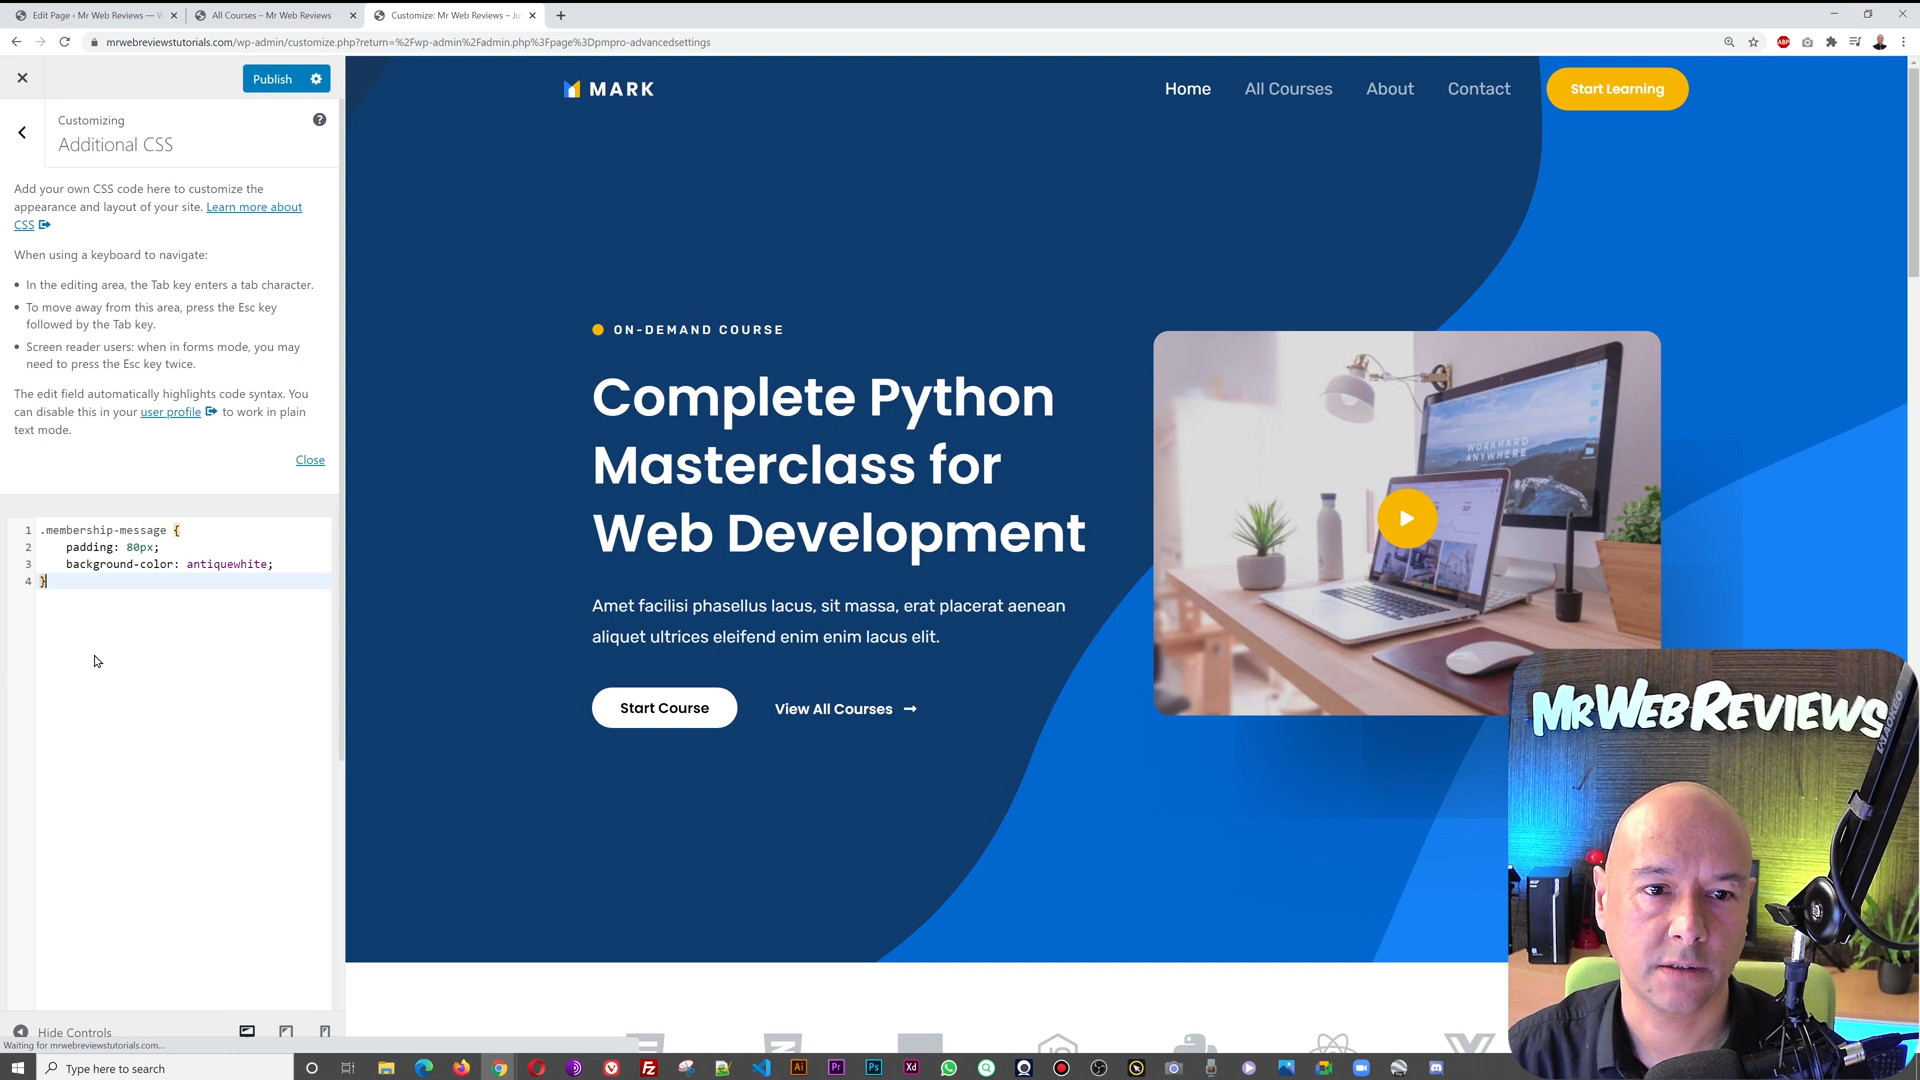 Edit Page ‹ Mr Web Reviews — W
All Courses – Mr Web Reviews
Customize: Mr Web Reviews – Ju
mrwebreviewstutorials.com/wp-admin/customize.php?return=%2Fwp-admin%2Fadmin.php%3Fpage%3Dpmpro-advancedsettings
ABP
Publish
Customizing
Additional CSS
Add your own CSS code here to customize the
appearance and layout of your site. Learn more about
CSS
When using a keyboard to navigate:
In the editing area, the Tab key enters a tab character.
To move away from this area, press the Esc key
followed by the Tab key.
Screen reader users: when in forms mode, you may
need to press the Esc key twice.
The edit field automatically highlights code syntax. You
can disable this in your user profile to work in plain
text mode.
Close
1 .membership-message {
2 padding: 80px;
3 background-color: antiquewhite;
4 }
Hide Controls
Waiting for mrwebreviewstutorials.com...
MARK
Home
All Courses
About
Contact
Start Learning
ON-DEMAND COURSE
Complete Python
Masterclass for
Web Development
Amet facilisi phasellus lacus, sit massa, erat placerat aenean
aliquet ultrices eleifend enim enim lacus elit.
Start Course
View All Courses →
WORK HARD
ANYWHERE
MrWebReviews
Type here to search
Ai
Pr
Ps
Xd